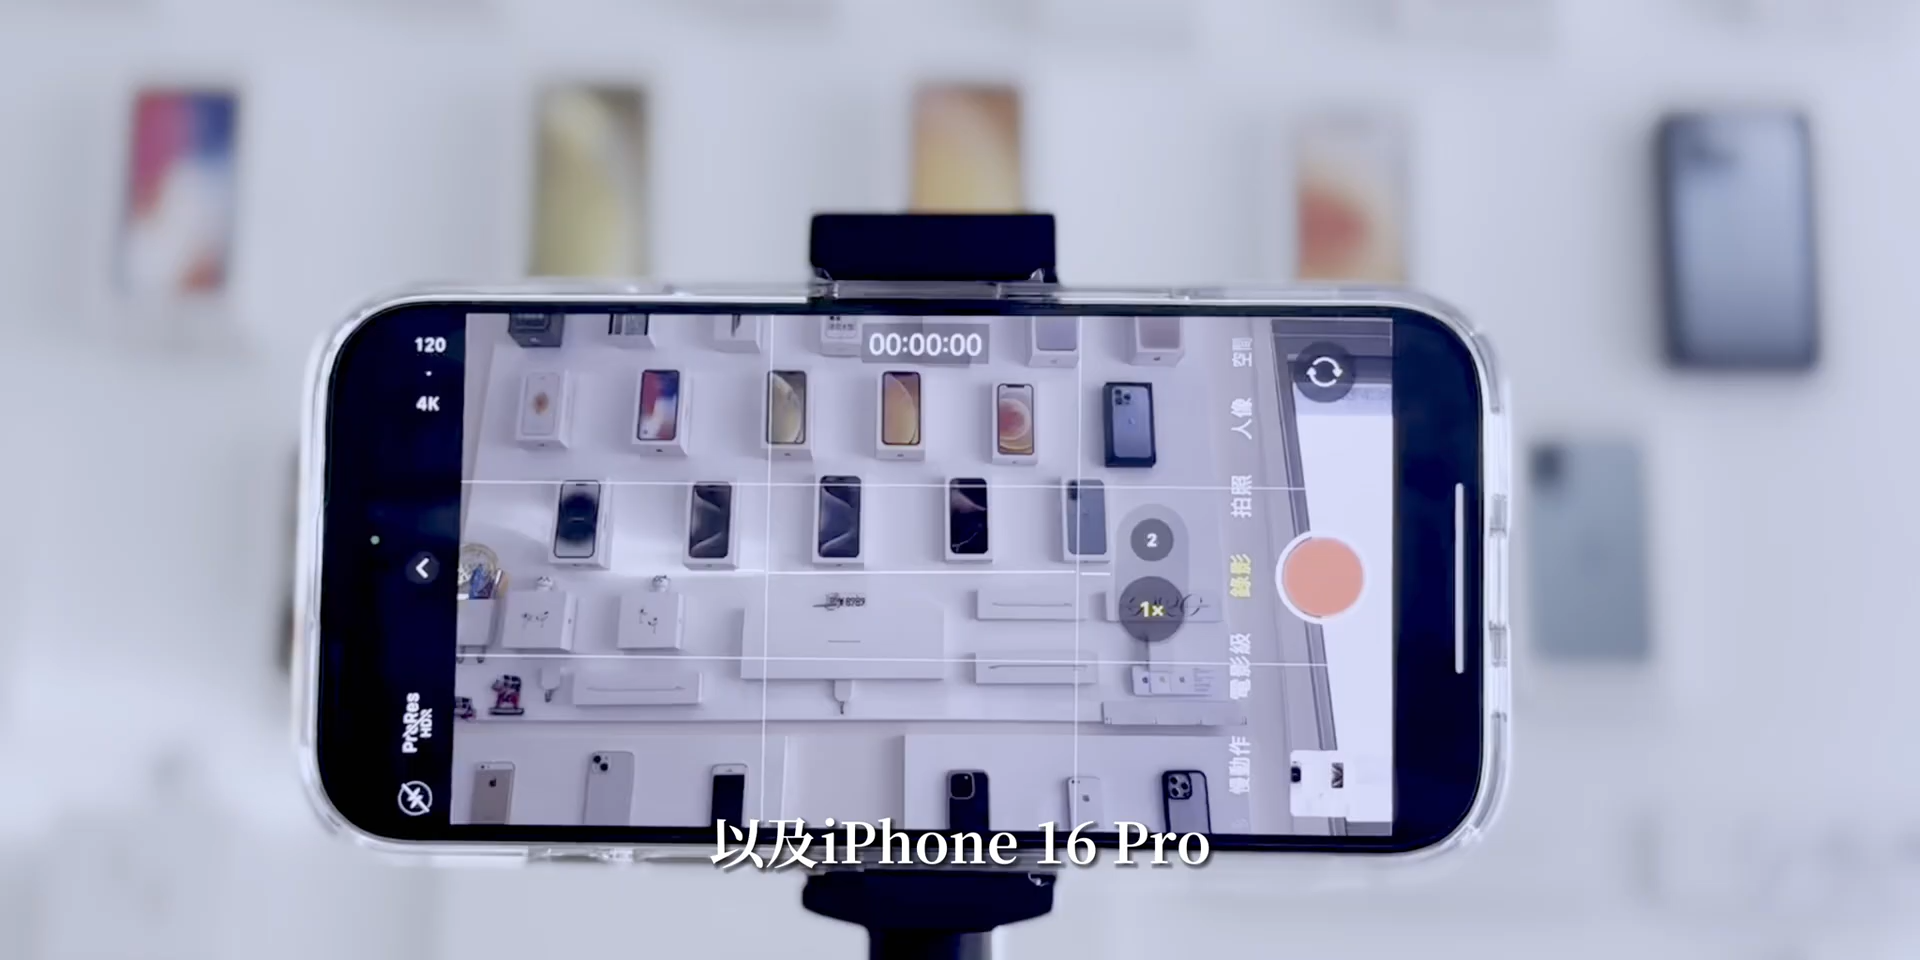 00:00:00
120
4K
空間
人像
拍照
2
錄影
1×
電影級
ProRes
HDR
慢動作
以及iPhone 16 Pro